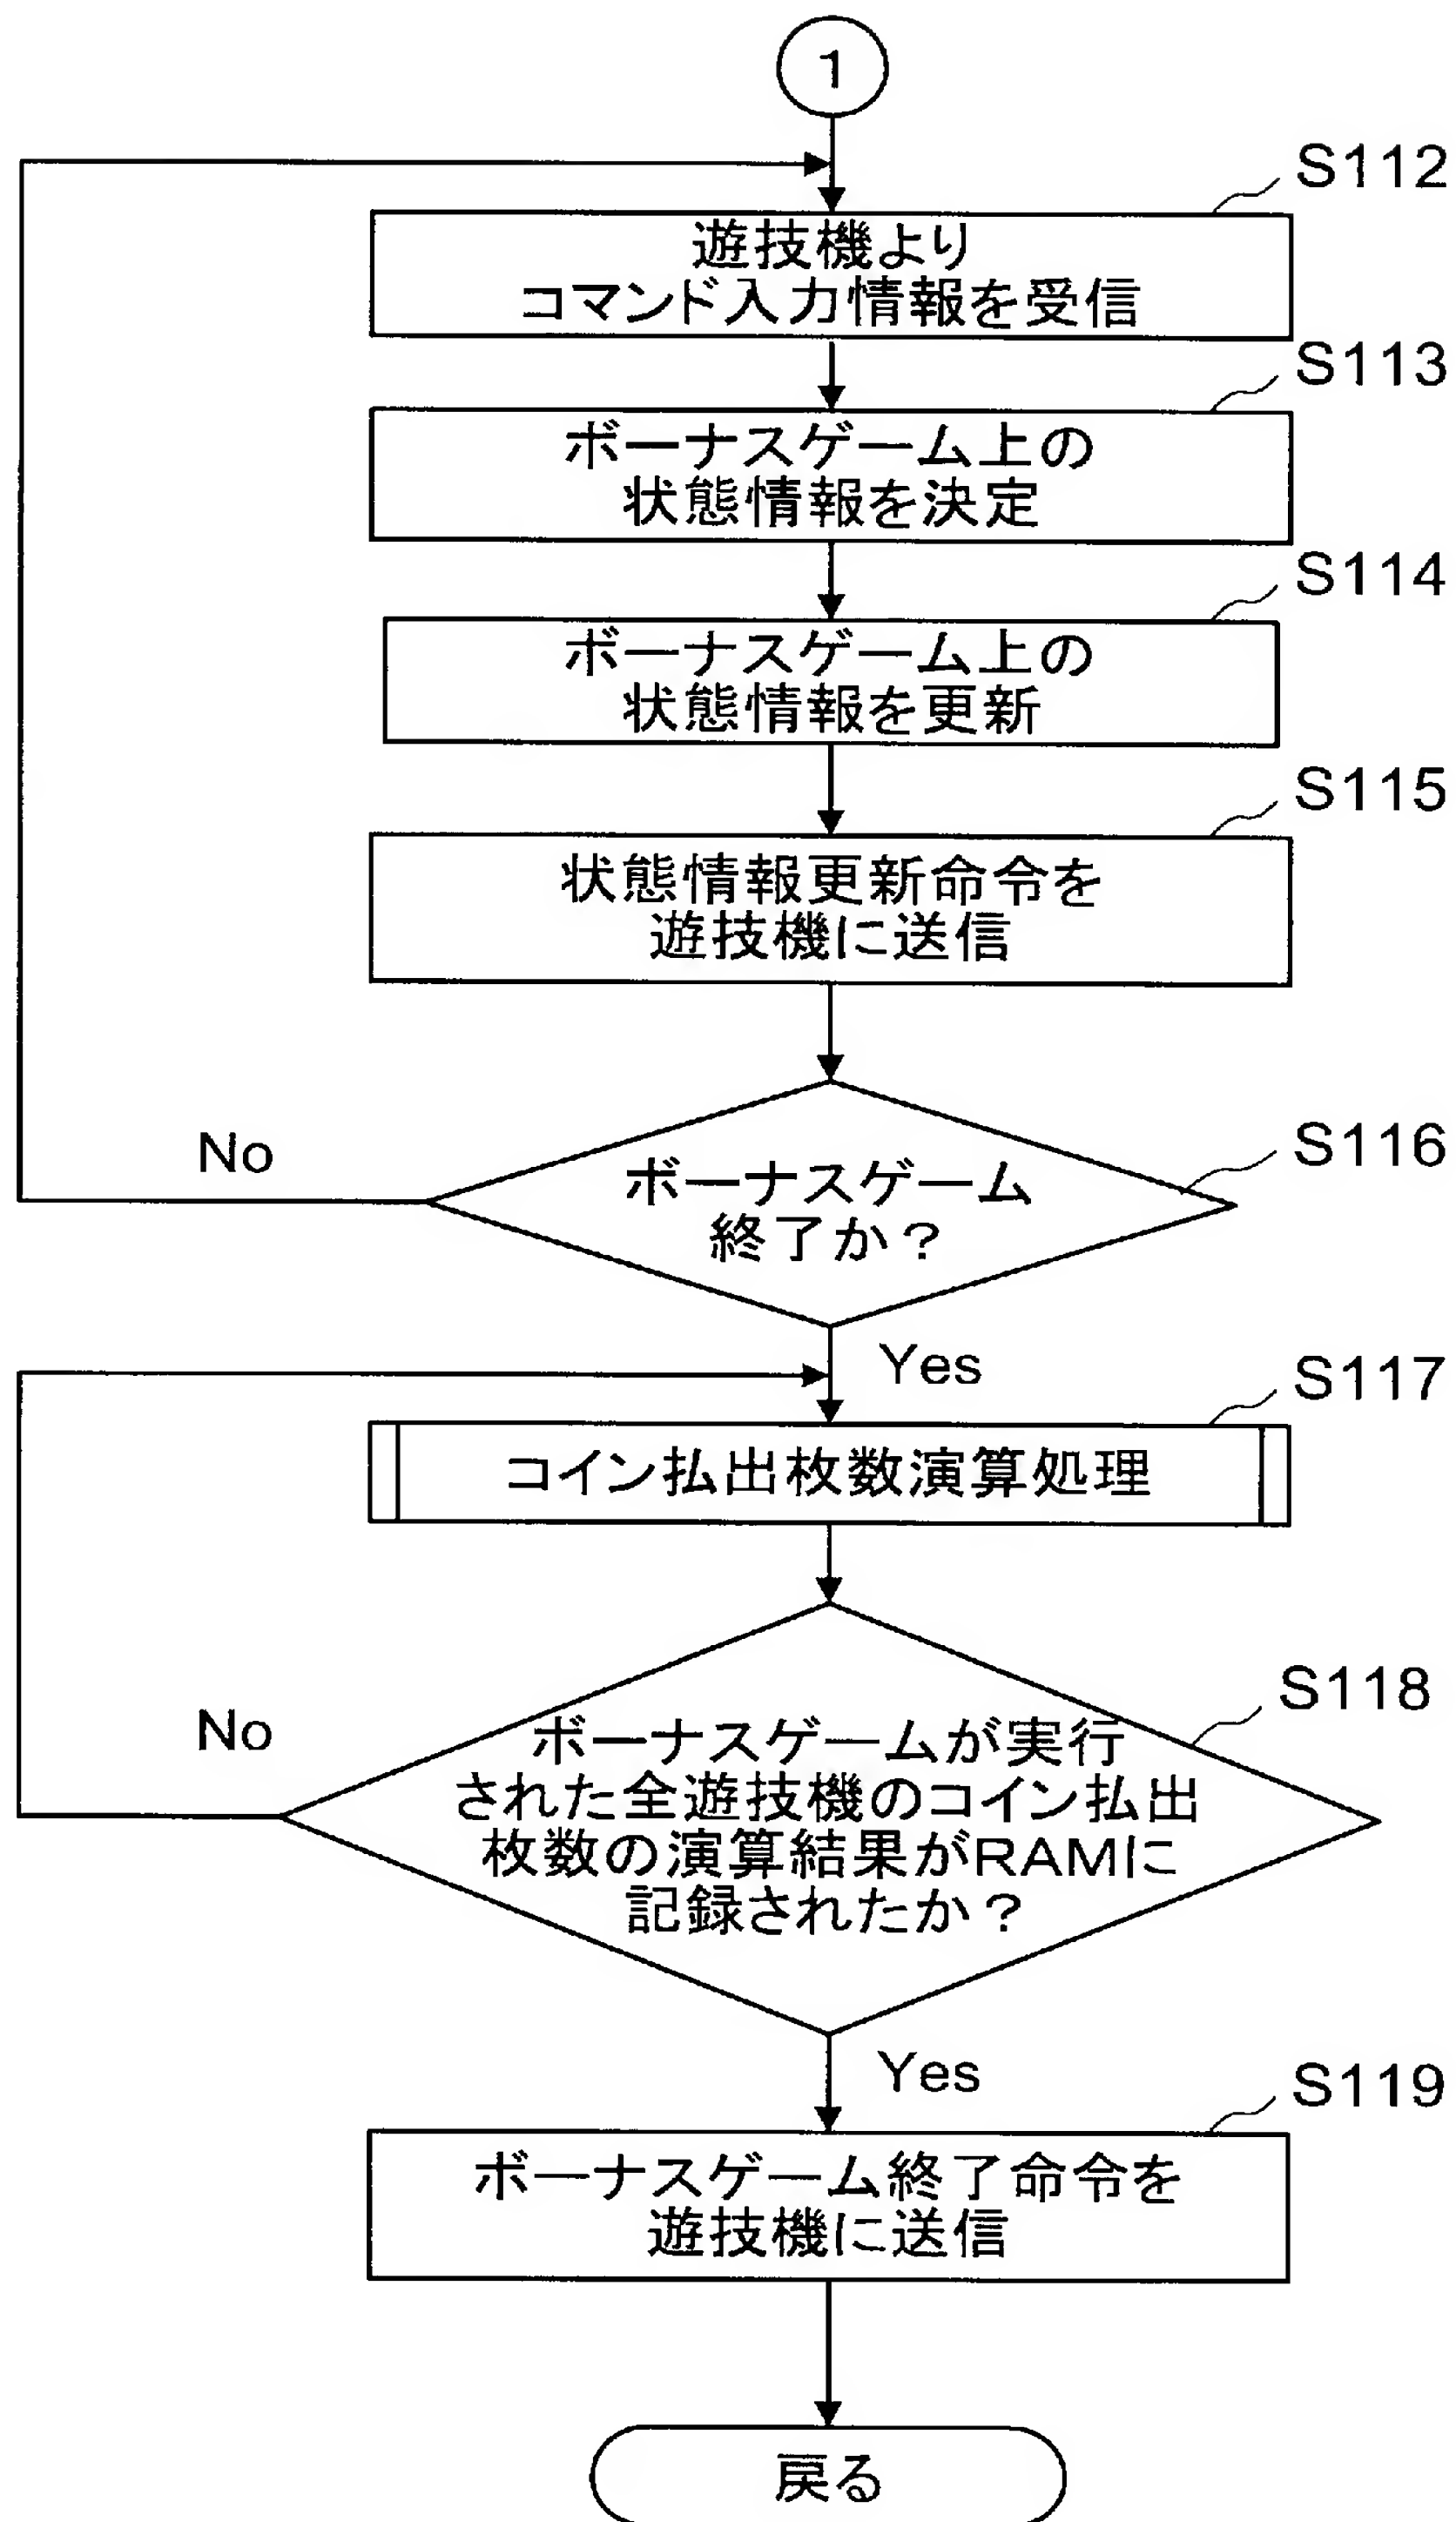 1
S112
遊技機より
コマンド入力情報を受信
S113
ボーナスゲーム上の
状態情報を決定
S114
ボーナスゲーム上の
状態情報を更新
S115
状態情報更新命令を
遊技機に送信
S116
No
ボーナスゲーム
終了か？
Yes
S117
コイン払出枚数演算処理
S118
No
ボーナスゲームが実行
された全遊技機のコイン払出
枚数の演算結果がRAMに
記録されたか？
Yes
S119
ボーナスゲーム終了命令を
遊技機に送信
戻る